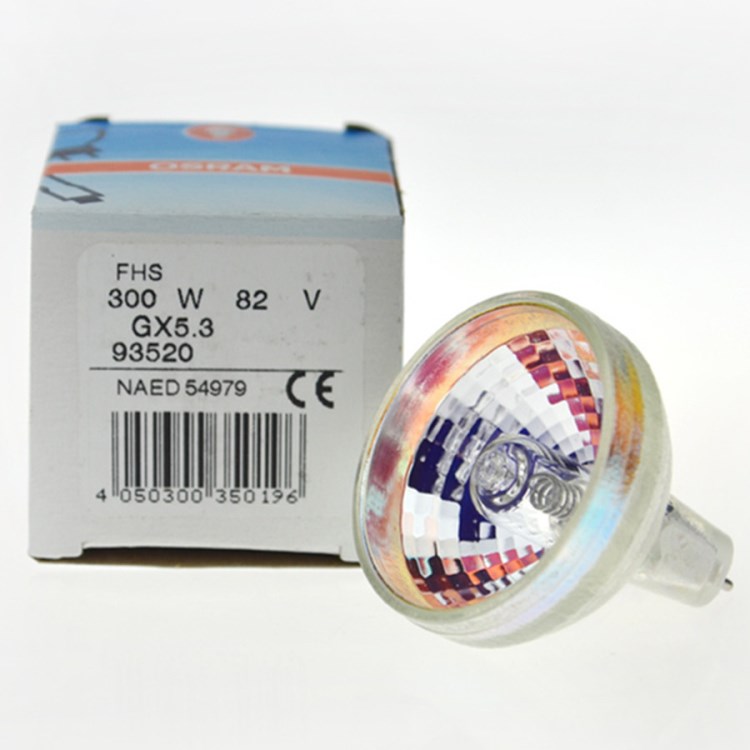 OSRAM
FHS
300 W 82 V
GX5.3
93520
NAED 54979 CE
4 050300 350196